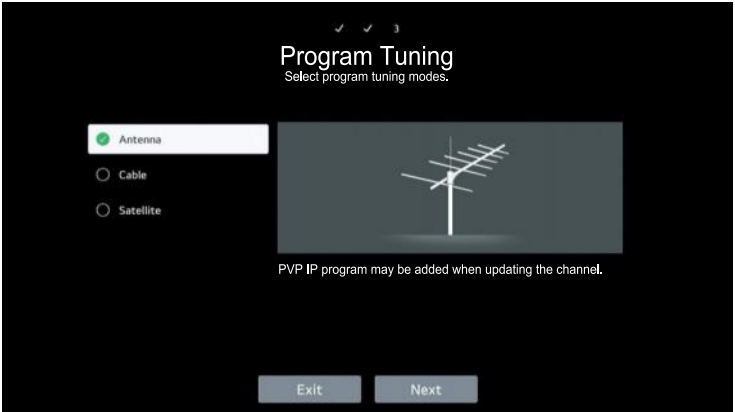 3
Program Tuning
Select program tuning modes.
Antenna
Cable
Satellite
PVP IP program may be added when updating the channel.
Exit
Next